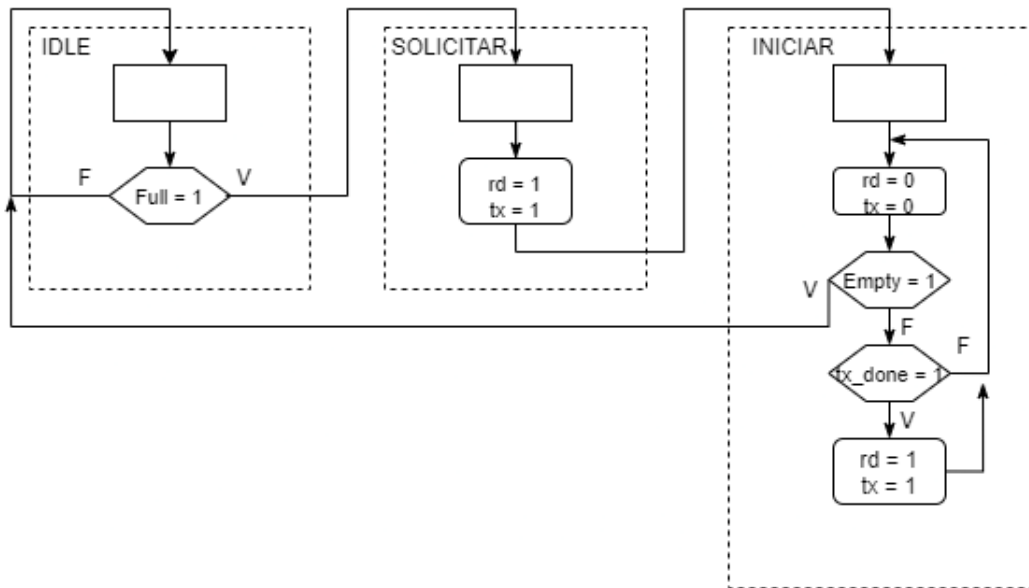 IDLE
Full = 1
F
V
SOLICITAR
rd = 1
tx = 1
INICIAR
rd = 0
tx = 0
Empty = 1
V
F
tx_done = 1
F
V
rd = 1
tx = 1